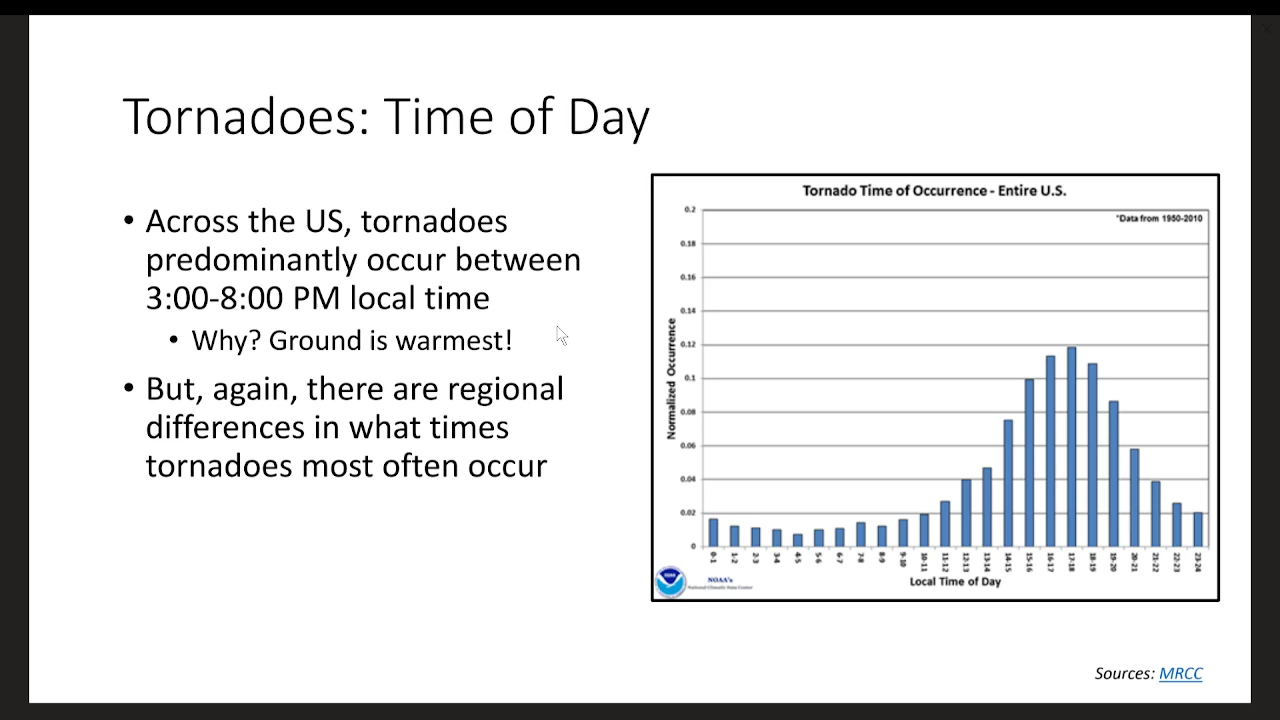 Tornadoes: Time of Day
• Across the US, tornadoes
predominantly occur between
3:00-8:00 PM local time
• Why? Ground is warmest!
• But, again, there are regional
differences in what times
tornadoes most often occur
Tornado Time of Occurrence - Entire U.S.
*Data from 1950-2010
Normalized Occurrence
0.2
0.18
0.16
0.14
0.12
0.1
0.08
0.06
0.04
0.02
0
0-1 1-2 2-3 3-4 4-5 5-6 6-7 7-8 8-9 9-10 10-11 11-12 12-13 13-14 14-15 15-16 16-17 17-18 18-19 19-20 20-21 21-22 22-23 23-24
Local Time of Day
NOAA
NOAA's
National Climatic Data Center
Sources: MRCC